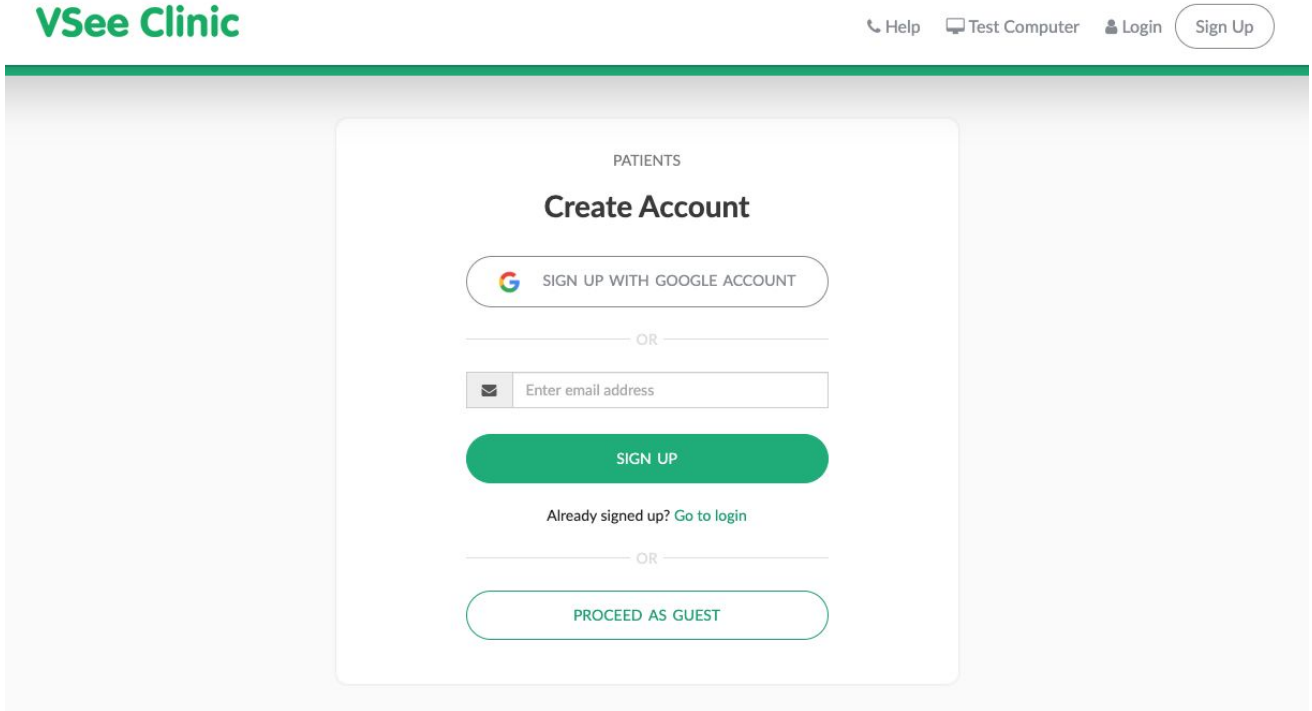 VSee Clinic
Help Test Computer Login Sign Up
PATIENTS
Create Account
SIGN UP WITH GOOGLE ACCOUNT
OR
Enter email address
SIGN UP
Already signed up? Go to login
OR
PROCEED AS GUEST